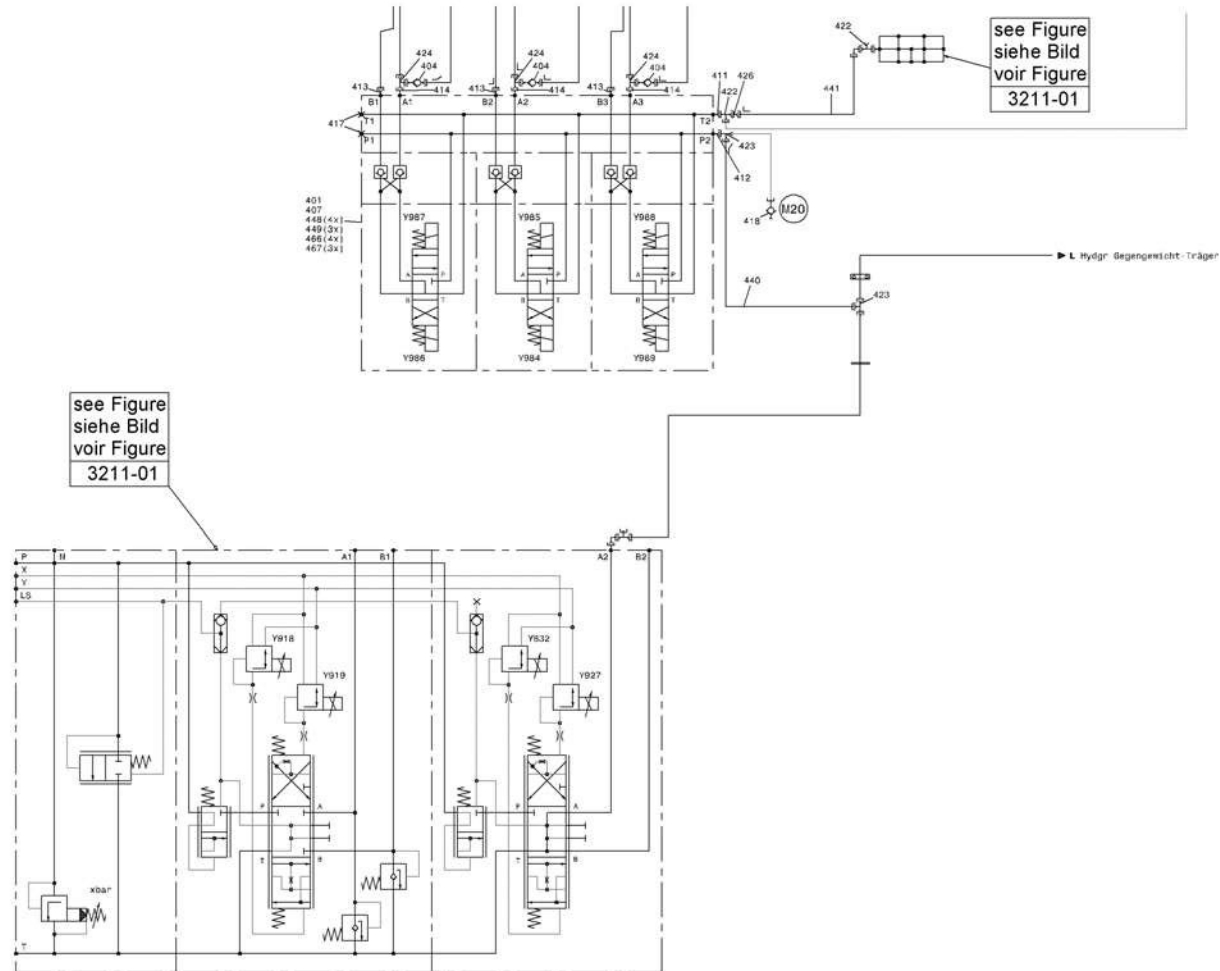 see Figure
siehe Bild
voir Figure
3211-01
422
424
404
424
404
424
404
413
414
413
414
413
414
411
426
422
441
B1
A1
B2
A2
B3
A3
417
T1
T2
P1
P2
423
412
418
M20
401
407
448(4x)
449(3x)
466(4x)
467(3x)
Y987
Y985
Y988
A
P
A
P
A
P
B
T
B
T
B
T
Y986
Y984
Y989
L Hydgr Gegengewicht-Träger
440
423
see Figure
siehe Bild
voir Figure
3211-01
P
N
A1
B1
A2
B2
X
Y
LS
X
Y918
Y632
Y919
Y927
P
A
P
A
T
B
T
B
xbar
T